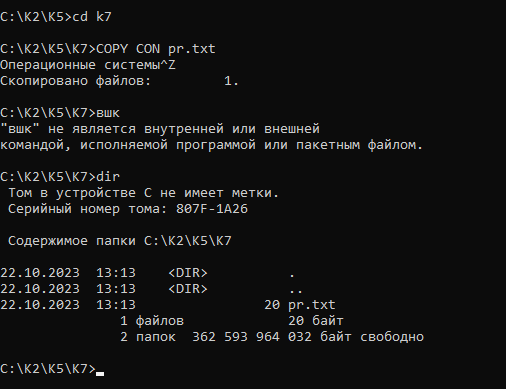 C:\K2\K5>cd k7
C:\K2\K5\K7>COPY CON pr.txt
Операционные системы^Z
Скопировано файлов:         1.
C:\K2\K5\K7>вшк
"вшк" не является внутренней или внешней
командой, исполняемой программой или пакетным файлом.
C:\K2\K5\K7>dir
 Том в устройстве C не имеет метки.
 Серийный номер тома: 807F-1A26
 Содержимое папки C:\K2\K5\K7
22.10.2023  13:13    <DIR>          .
22.10.2023  13:13    <DIR>          ..
22.10.2023  13:13                20 pr.txt
               1 файлов             20 байт
               2 папок  362 593 964 032 байт свободно
C:\K2\K5\K7>